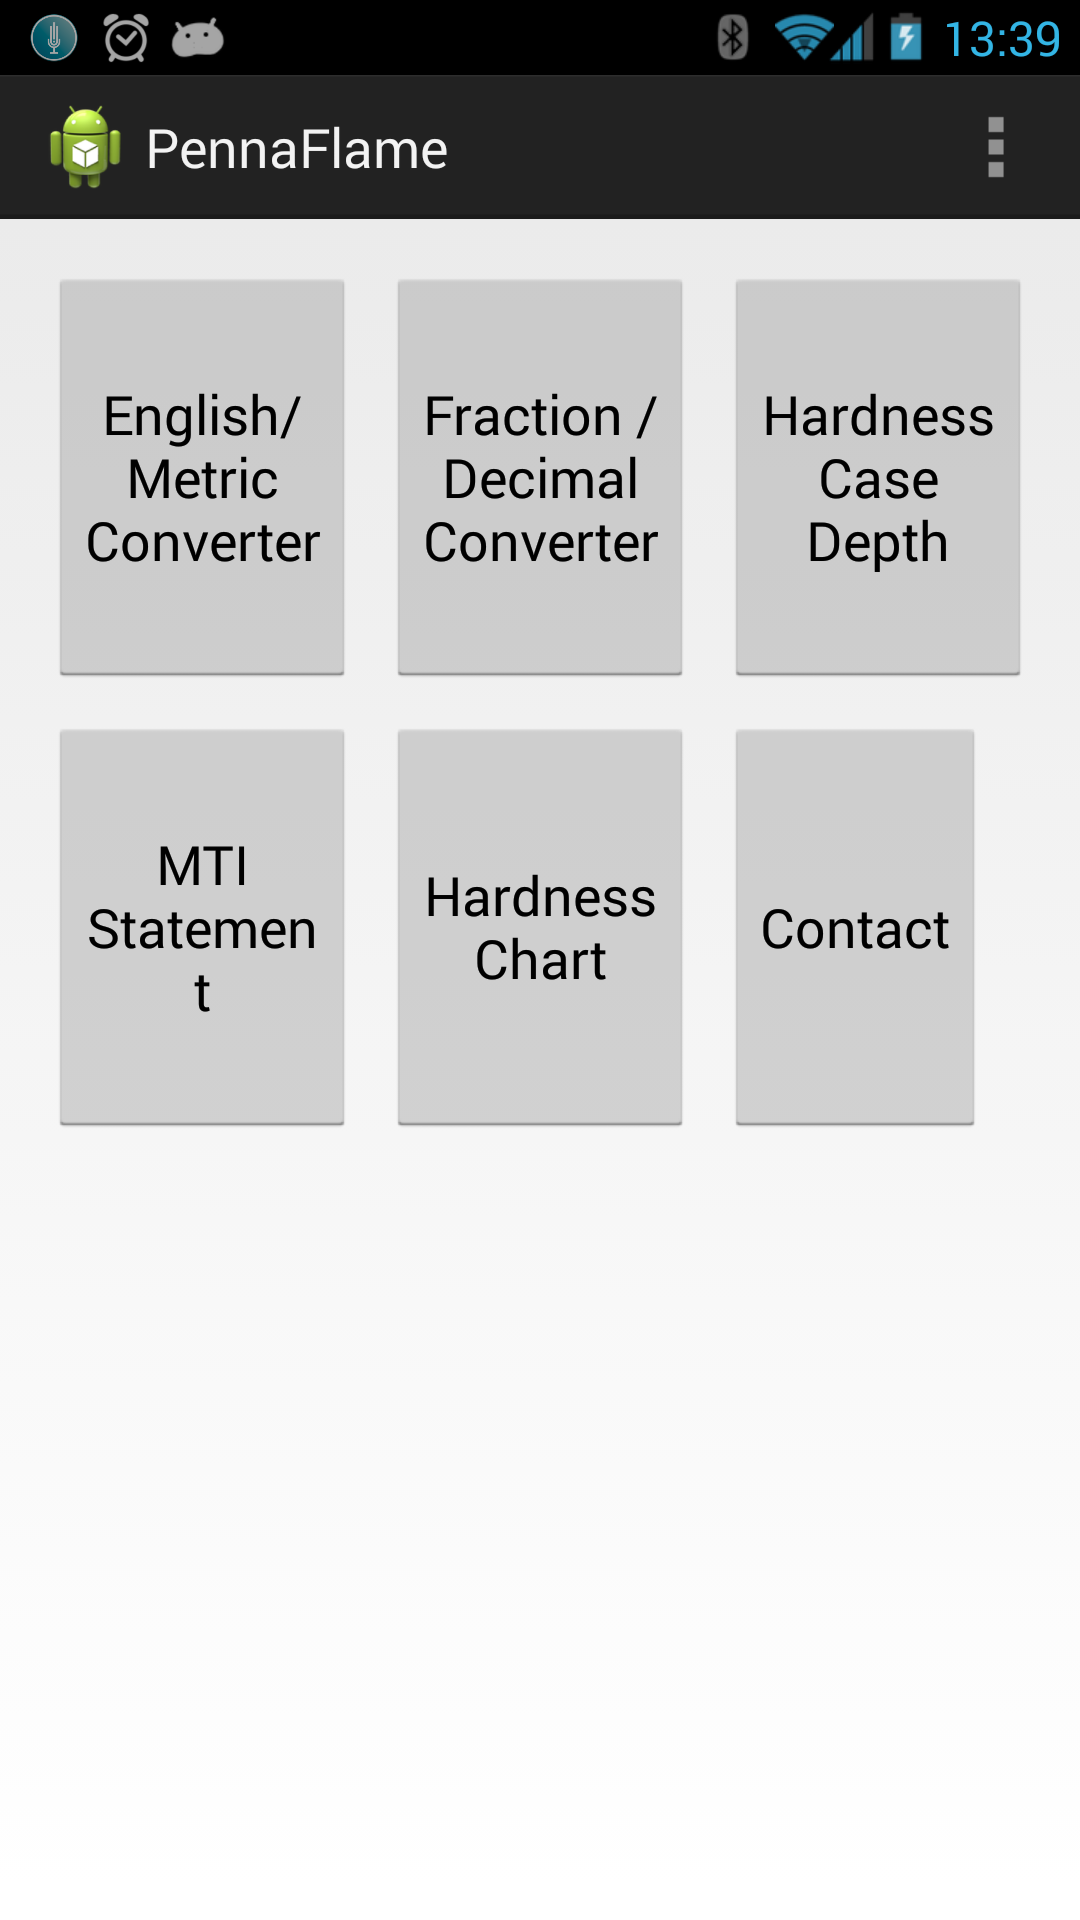 13:39
PennaFlame
English/
Metric
Converter
Fraction /
Decimal
Converter
Hardness
Case
Depth
MTI
Statemen
t
Hardness
Chart
Contact